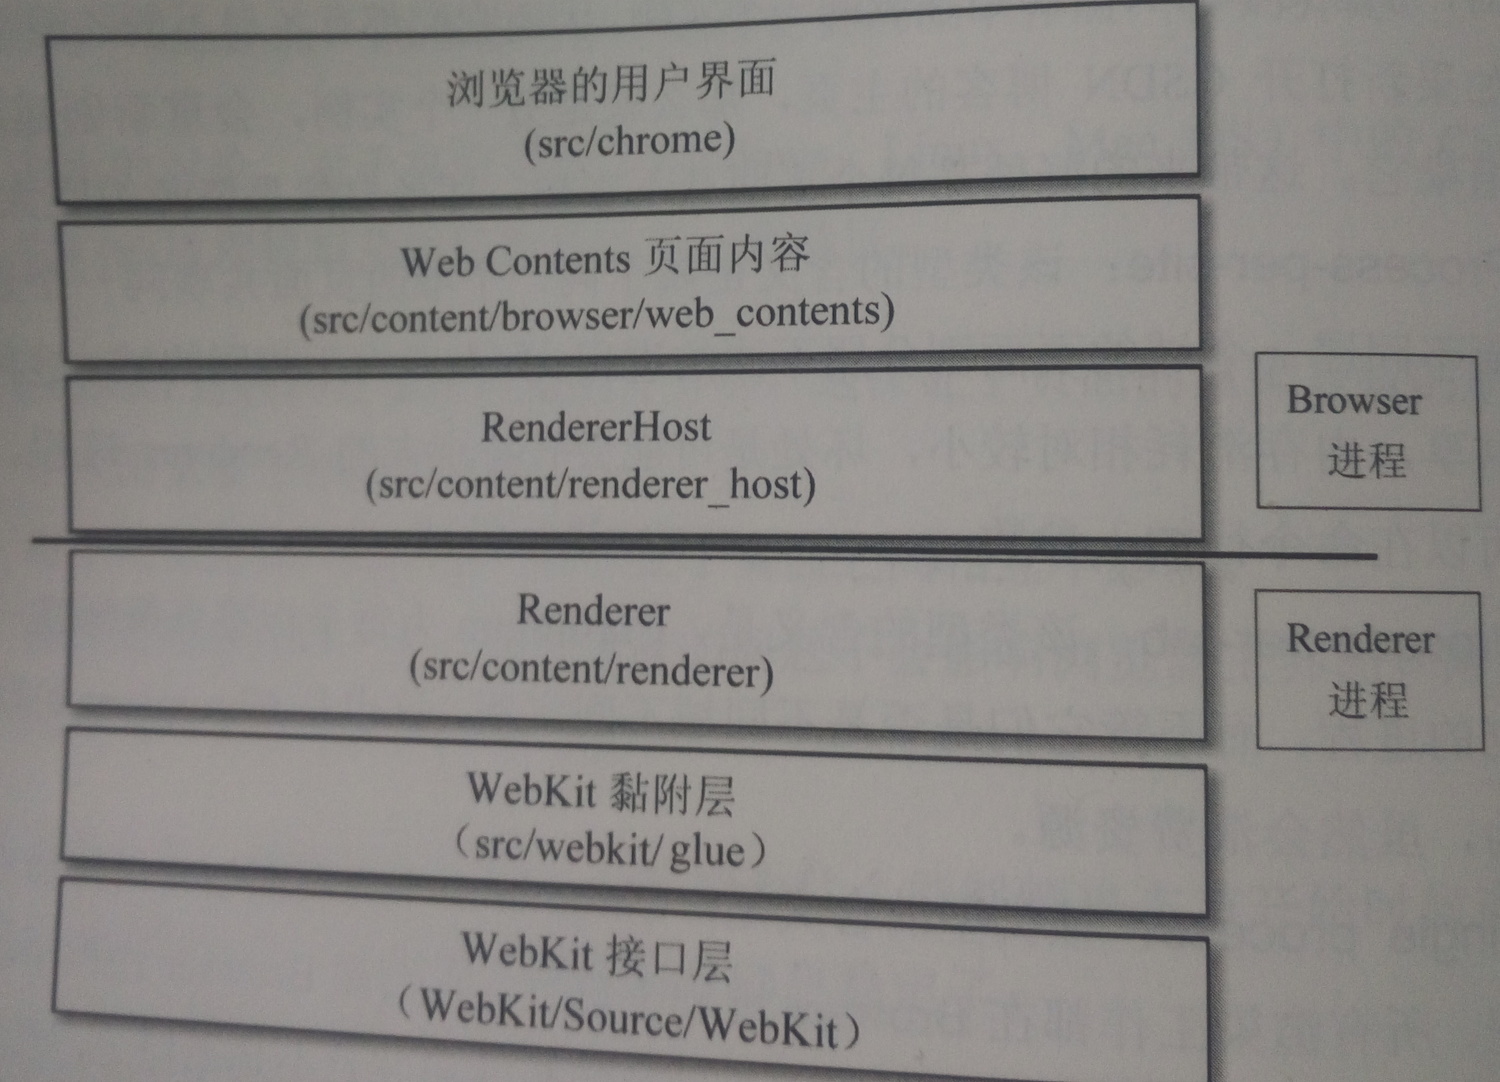 浏览器的用户界面
(src/chrome)
Web Contents 页面内容
(src/content/browser/web_contents)
RendererHost
(src/content/renderer_host)
Browser
进程
Renderer
(src/content/renderer)
Renderer
进程
WebKit 黏附层
（src/webkit/ glue）
WebKit 接口层
（WebKit/Source/WebKit）